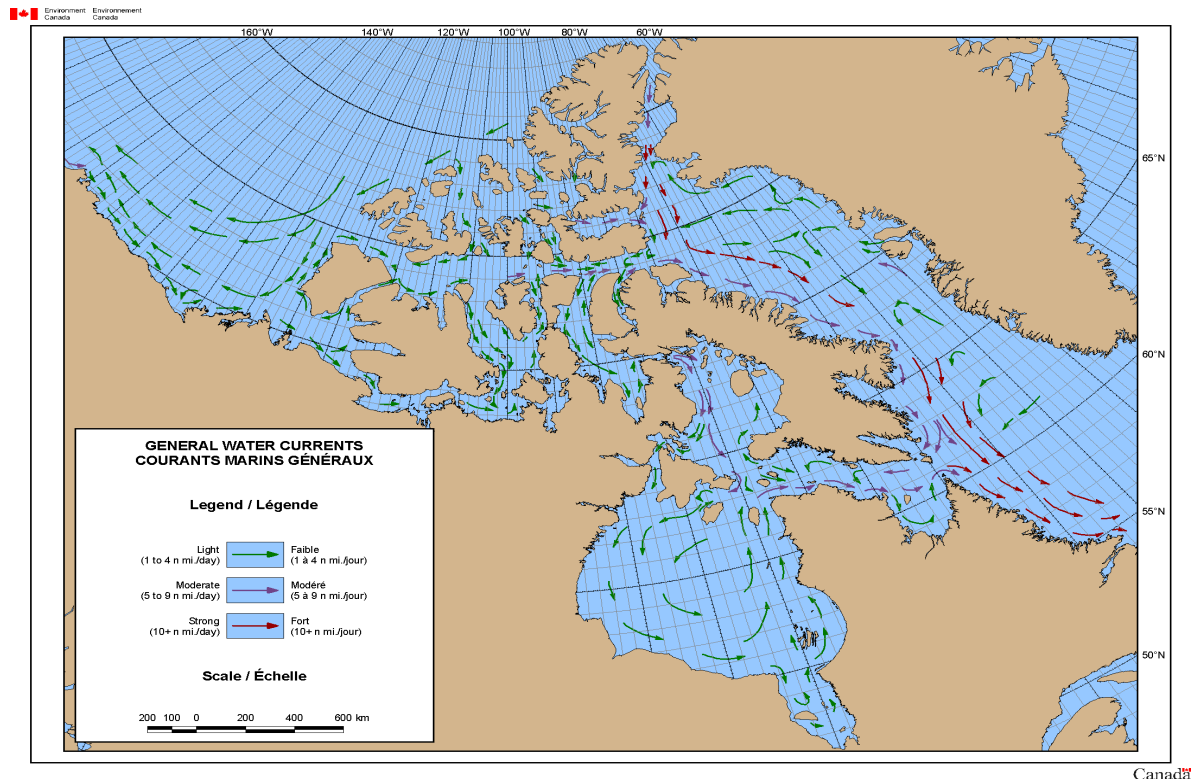 Environment Environnement
Canada Canada
160°W 140°W 120°W 100°W 80°W 60°W
65°N
60°N
55°N
50°N
GENERAL WATER CURRENTS
COURANTS MARINS GÉNÉRAUX
Legend / Légende
Light Faible
(1 to 4 n mi./day) (1 à 4 n mi./jour)
Moderate Modéré
(5 to 9 n mi./day) (5 à 9 n mi./jour)
Strong Fort
(10+ n mi./day) (10+ n mi./jour)
Scale / Échelle
200 100 0 200 400 600 km
Canada